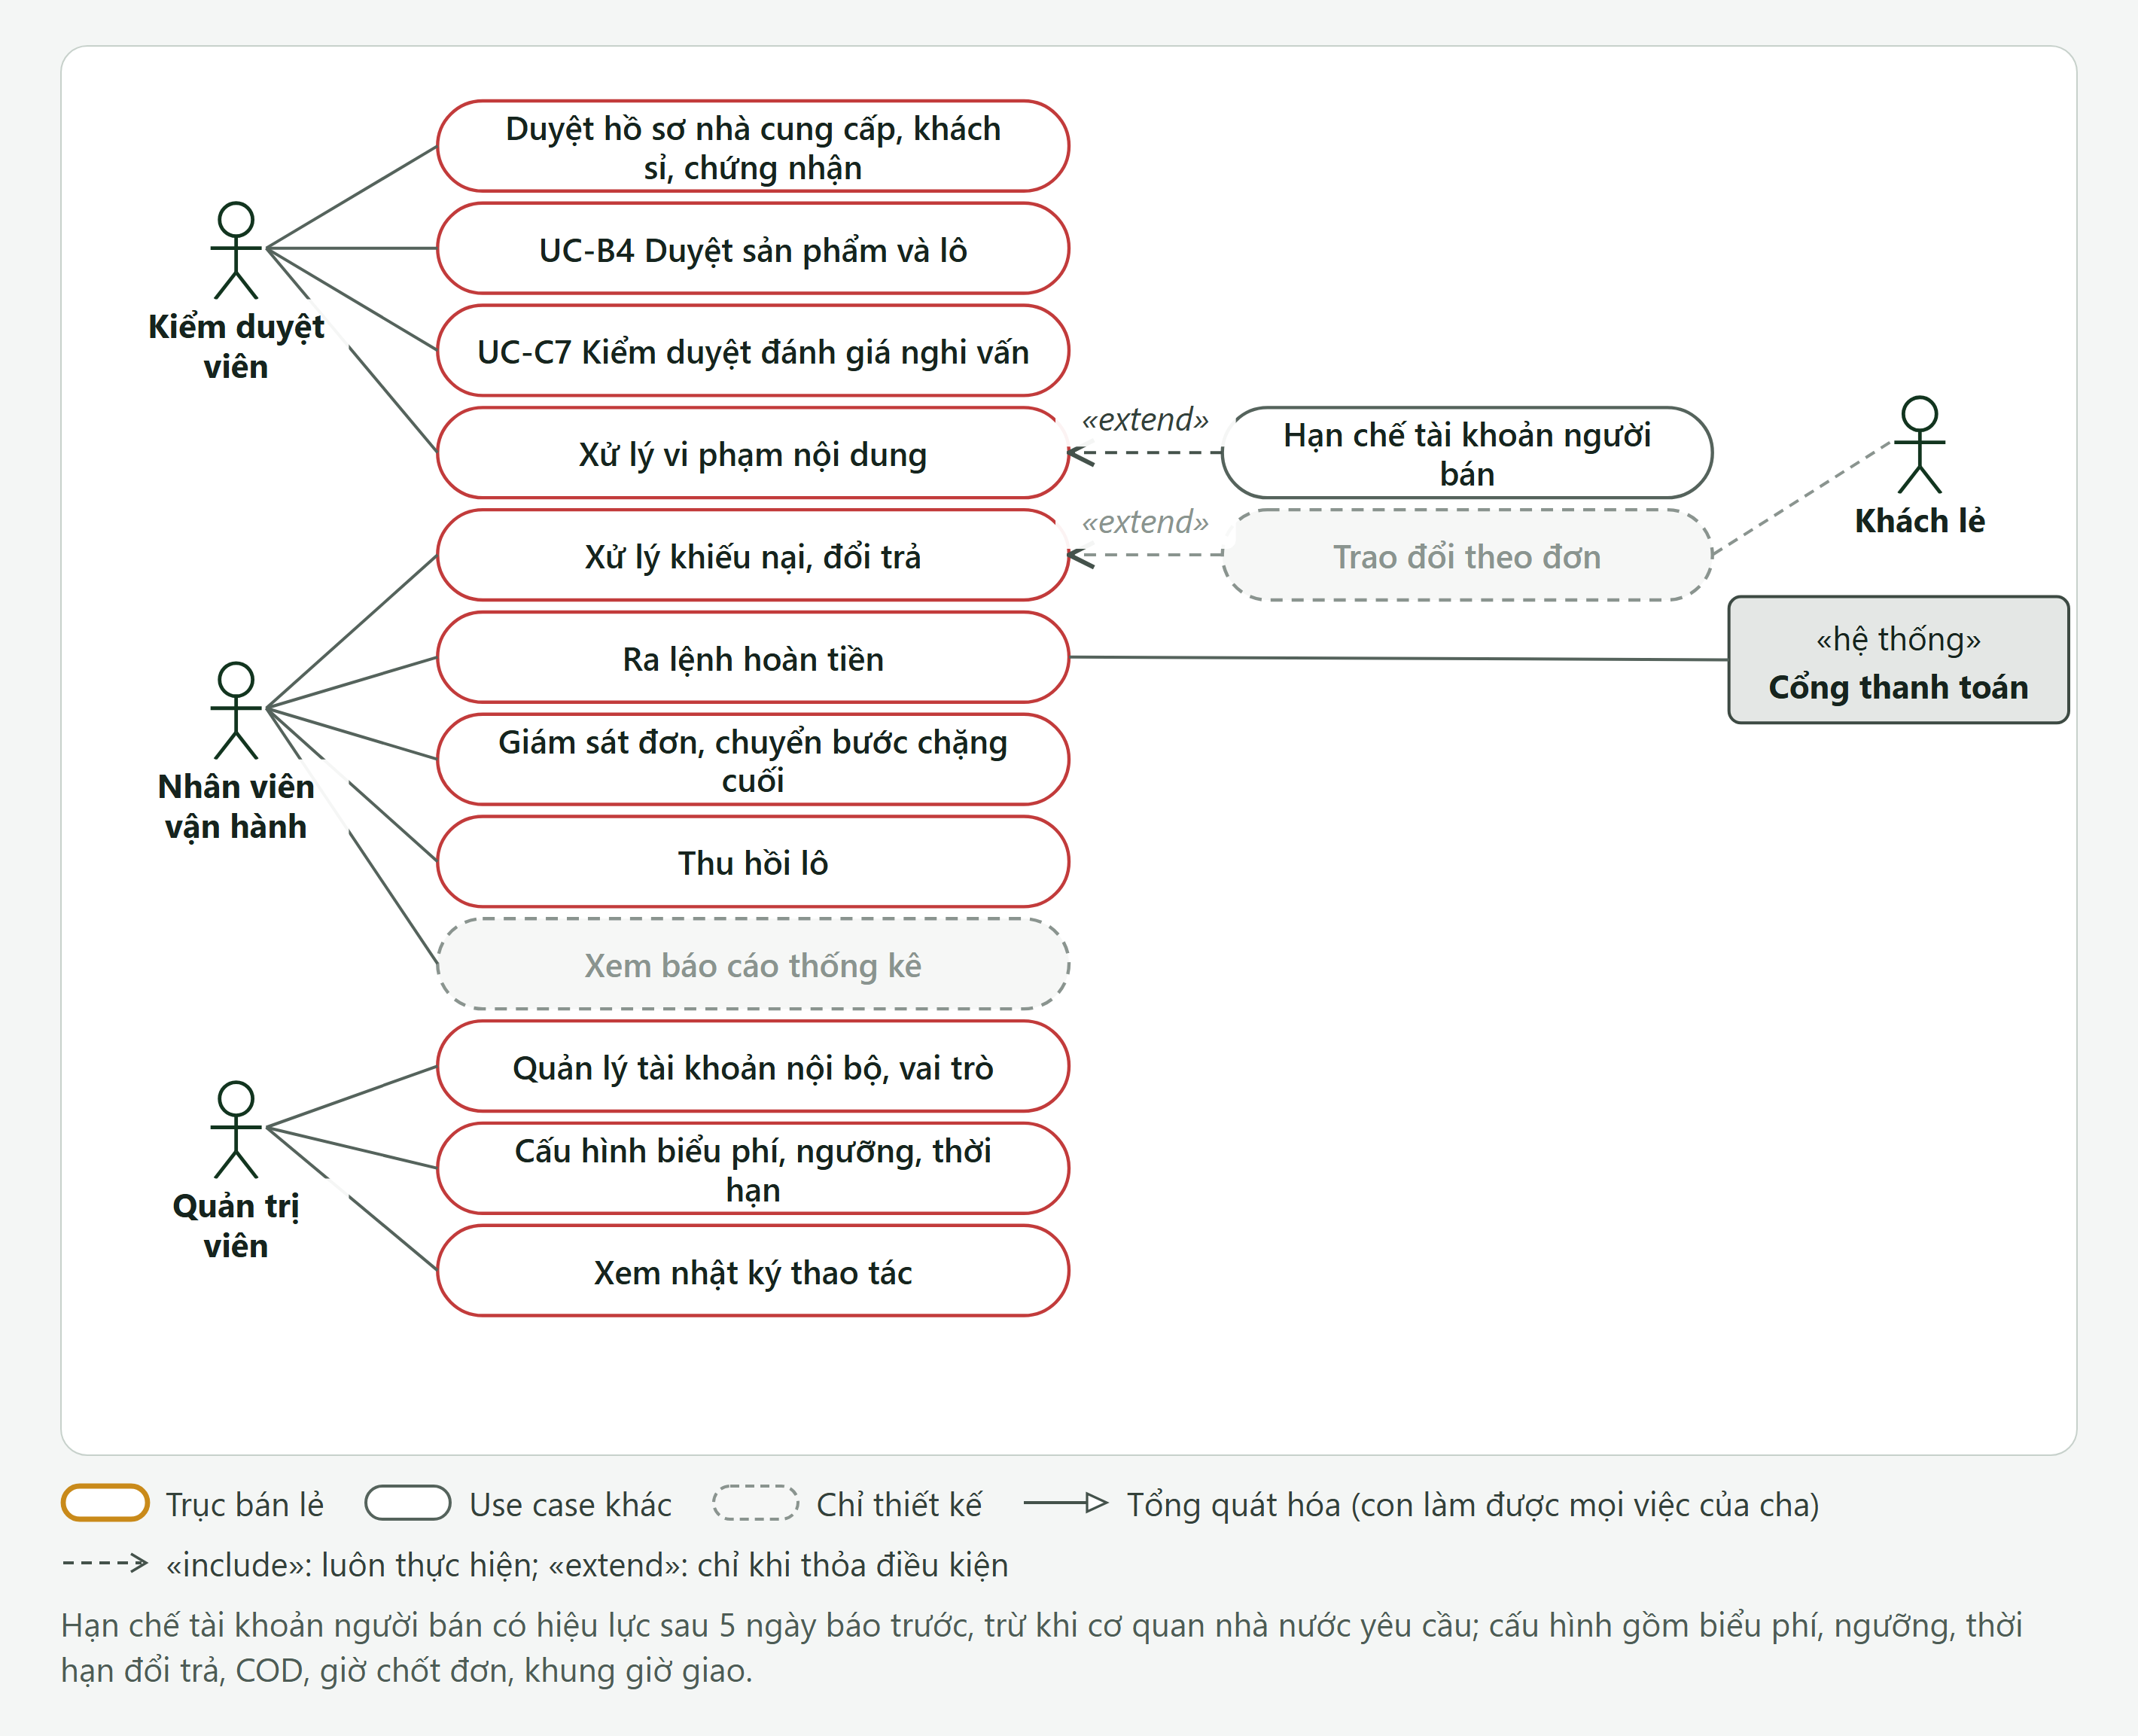 Duyệt hồ sơ nhà cung cấp, khách
sỉ, chứng nhận
UC-B4 Duyệt sản phẩm và lô
Kiểm duyệt
viên
UC-C7 Kiểm duyệt đánh giá nghi vấn
Xử lý vi phạm nội dung
«extend»
Hạn chế tài khoản người
bán
Khách lẻ
Xử lý khiếu nại, đổi trả
«extend»
Trao đổi theo đơn
Ra lệnh hoàn tiền
«hệ thống»
Cổng thanh toán
Giám sát đơn, chuyển bước chặng
cuối
Nhân viên
vận hành
Thu hồi lô
Xem báo cáo thống kê
Quản lý tài khoản nội bộ, vai trò
Cấu hình biểu phí, ngưỡng, thời
hạn
Quản trị
viên
Xem nhật ký thao tác
Trục bán lẻ
Use case khác
Chỉ thiết kế
Tổng quát hóa (con làm được mọi việc của cha)
«include»: luôn thực hiện; «extend»: chỉ khi thỏa điều kiện
Hạn chế tài khoản người bán có hiệu lực sau 5 ngày báo trước, trừ khi cơ quan nhà nước yêu cầu; cấu hình gồm biểu phí, ngưỡng, thời
hạn đổi trả, COD, giờ chốt đơn, khung giờ giao.